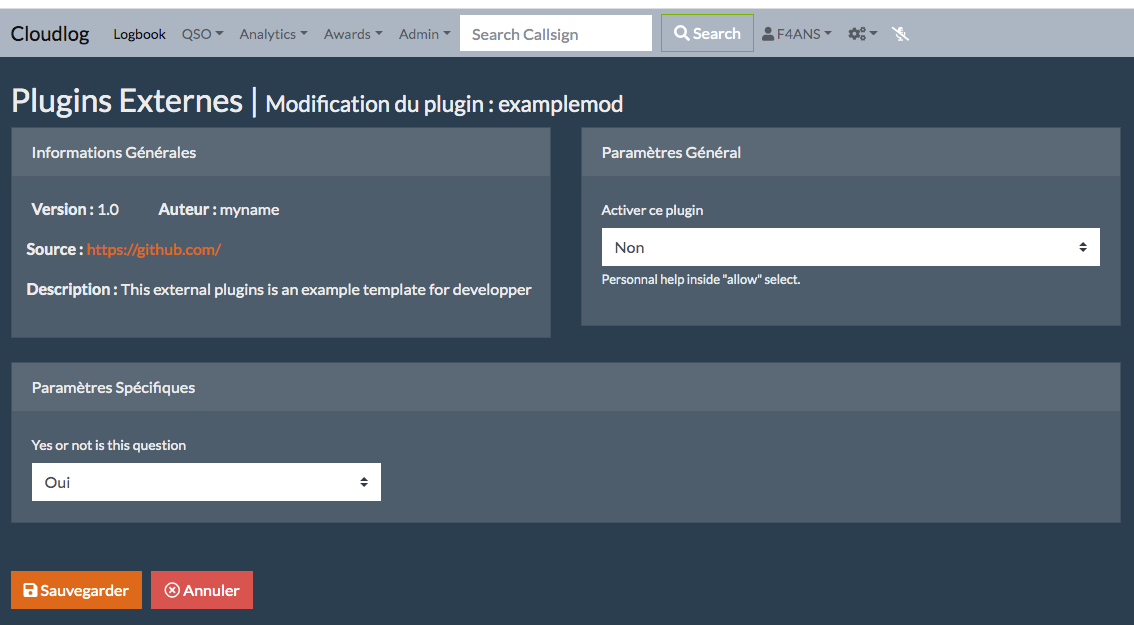 Cloudlog Logbook QSO Analytics Awards Admin Search Callsign Search F4ANS
Plugins Externes | Modification du plugin : examplemod
Informations Générales
Version : 1.0 Auteur : myname
Source : https://github.com/
Description : This external plugins is an example template for developper
Paramètres Général
Activer ce plugin
Non
Personnal help inside "allow" select.
Paramètres Spécifiques
Yes or not is this question
Oui
Sauvegarder Annuler